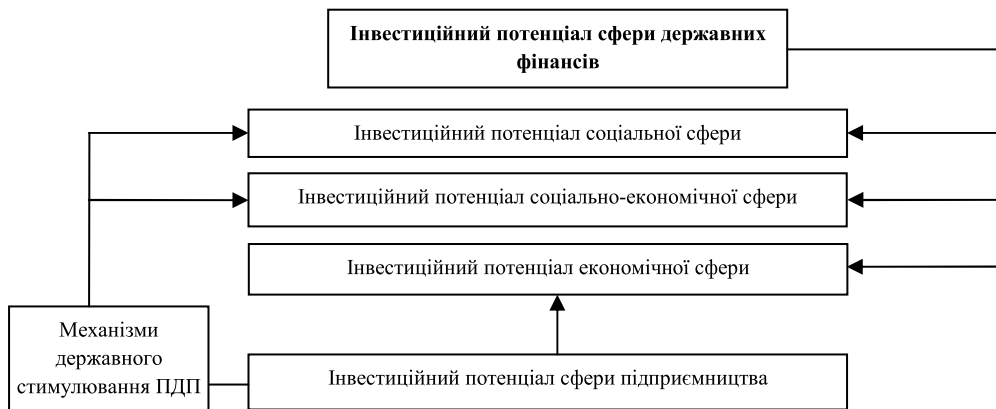 Інвестиційний потенціал сфери державних
фінансів
Інвестиційний потенціал соціальної сфери
Інвестиційний потенціал соціально-економічної сфери
Інвестиційний потенціал економічної сфери
Механізми
державного
стимулювання ПДП
Інвестиційний потенціал сфери підприємництва